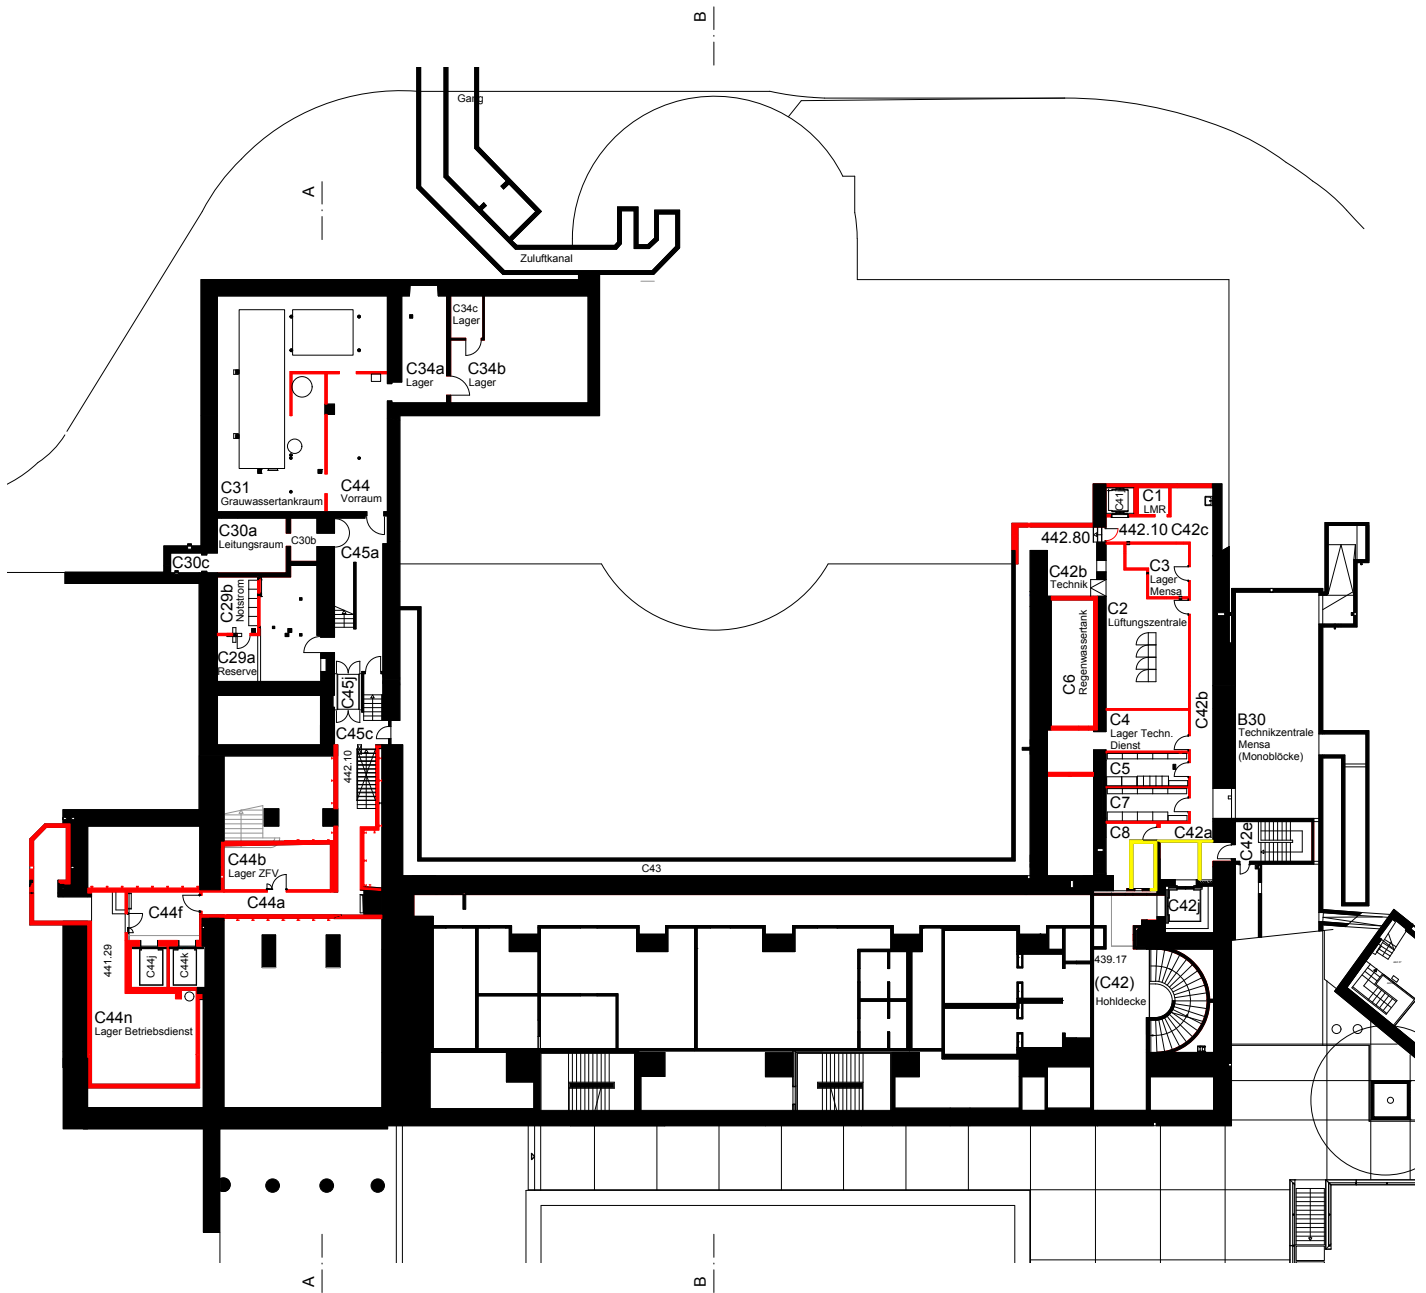 B
Gang
A
Zuluftkanal
C34c
Lager
C34a
Lager
C34b
Lager
C31
Grauwassertankraum
C44
Vorraum
C41j
C1
LMR
C30a
Leitungsraum
C30b
C45a
442.80
442.10
C42c
C30c
C42b
Technik
C3
Lager
Mensa
C29b
Notstrom
C2
Lüftungszentrale
C29a
Reserve
C45j
C6
Regenwassertank
C42b
C4
Lager Techn.
Dienst
B30
Technikzentrale
Mensa
(Monoblöcke)
C45c
442.10
C5
C7
C8
C42a
C42e
C44b
Lager ZFV
C43
C44a
C44f
C42j
441.29
C44j
C44k
439.17
(C42)
Hohldecke
C44n
Lager Betriebsdienst
A
B